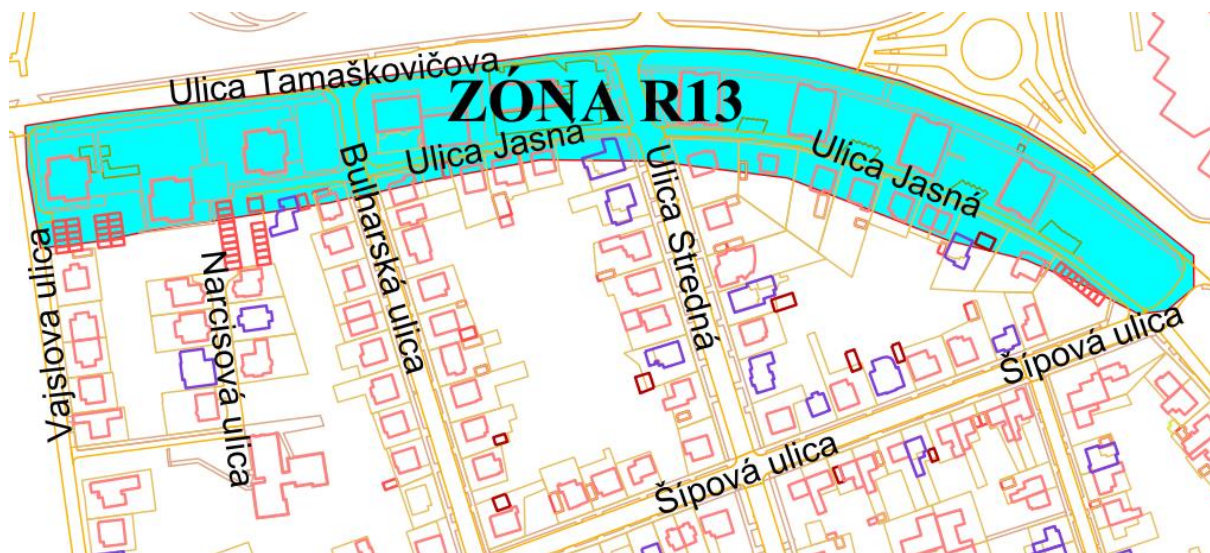 Ulica Tamaškovičova
ZÓNA R13
Ulica Jasná
Ulica Jasná
Vajslova ulica
Narcisová ulica
Bulharská ulica
Ulica Stredná
Šípová ulica
Šípová ulica